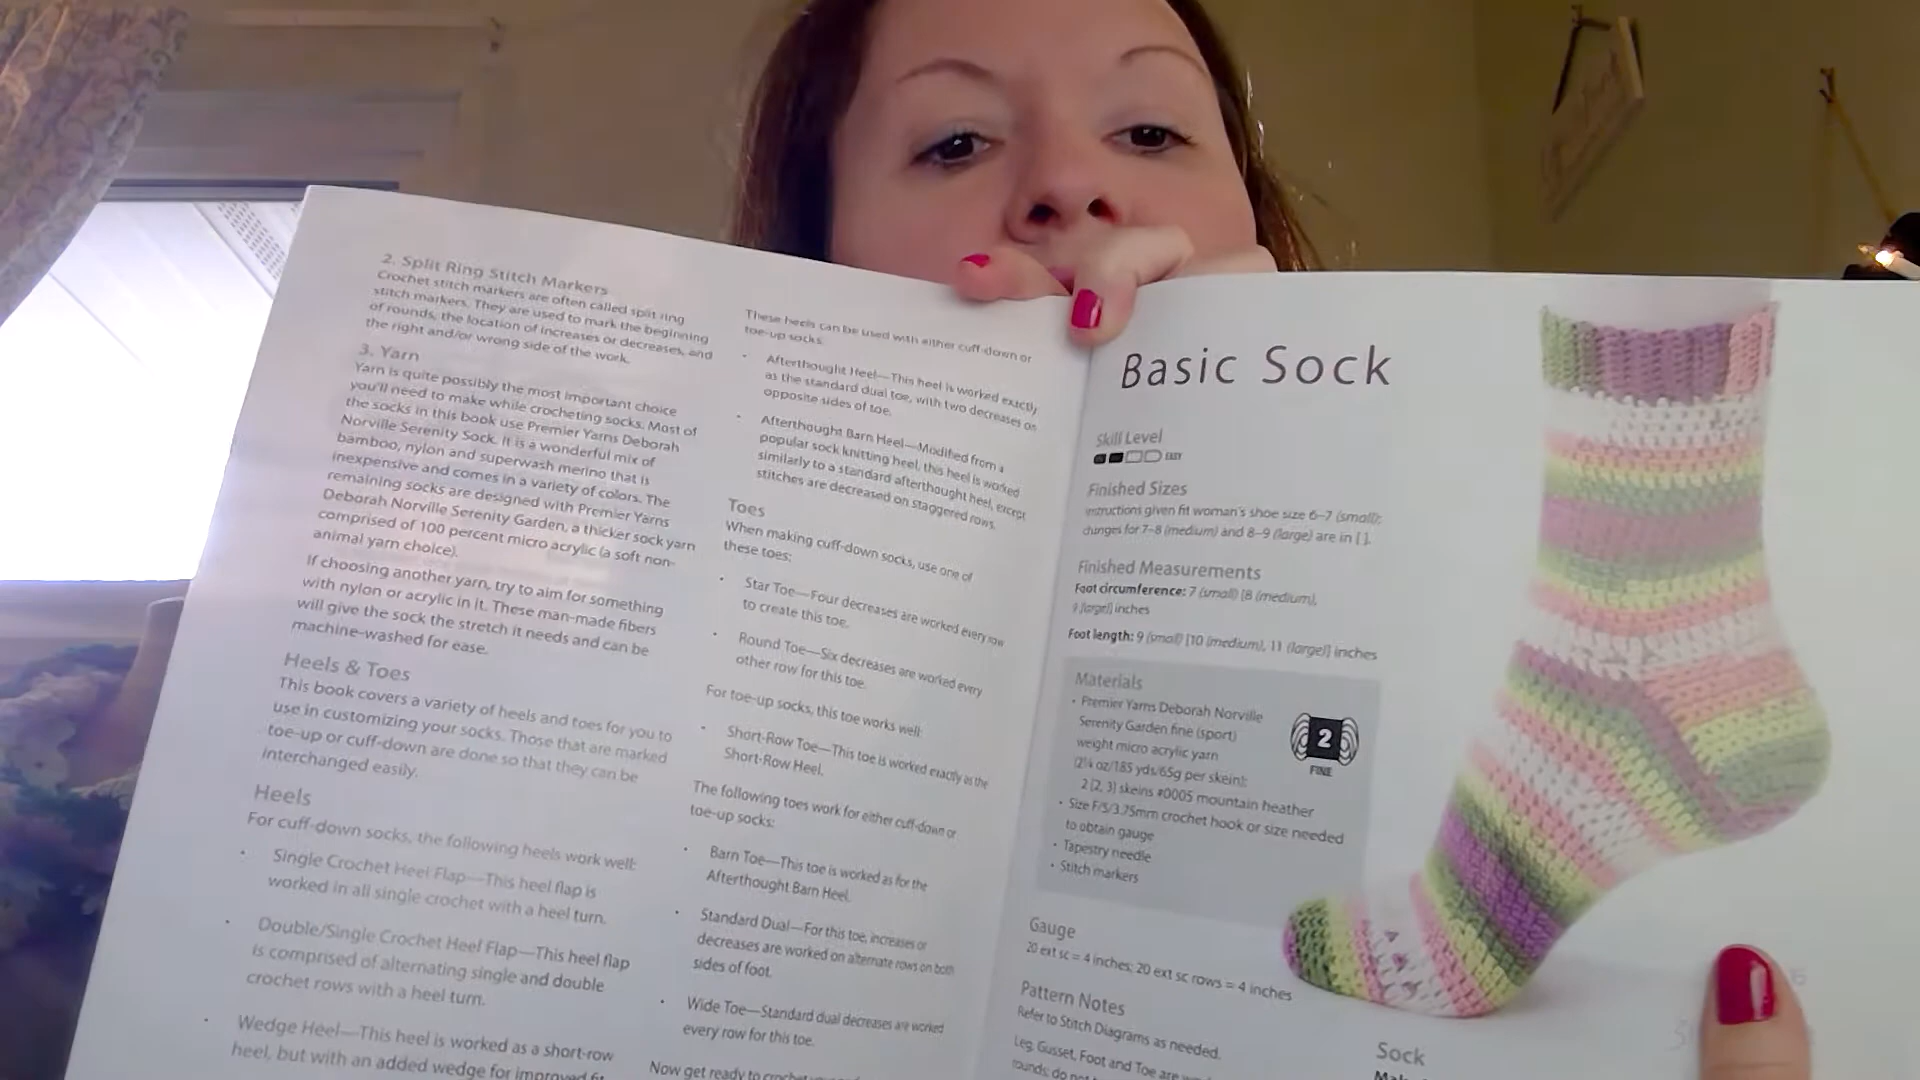 2. Split Ring Stitch Markers
Crochet stitch markers are often called split ring
stitch markers. They are used to mark the beginning
of rounds, the location of increases or decreases, and
the right and/or wrong side of the work.
3. Yarn
Yarn is quite possibly the most important choice
you'll need to make while crocheting socks. Most of
the socks in this book use Premier Yarns Deborah
Norville Serenity Sock. It is a wonderful mix of
bamboo, nylon and superwash merino that is
inexpensive and comes in a variety of colors. The
remaining socks are designed with Premier Yarns
Deborah Norville Serenity Garden, a thicker sock yarn
comprised of 100 percent micro acrylic (a soft non-
animal yarn choice).
If choosing another yarn, try to aim for something
with nylon or acrylic in it. These man-made fibers
will give the sock the stretch it needs and can be
machine-washed for ease.
Heels & Toes
This book covers a variety of heels and toes for you to
use in customizing your socks. Those that are marked
toe-up or cuff-down are done so that they can be
interchanged easily.
Heels
For cuff-down socks, the following heels work well:
• Single Crochet Heel Flap—This heel flap is
worked in all single crochet with a heel turn.
• Double/Single Crochet Heel Flap—This heel flap
is comprised of alternating single and double
crochet rows with a heel turn.
• Wedge Heel—This heel is worked as a short-row
heel, but with an added wedge for improved fit
These heels can be used with either cuff-down or
toe-up socks.
• Afterthought Heel—This heel is worked exactly
as the standard dual toe, with two decreases on
opposite sides of toe.
• Afterthought Barn Heel—Modified from a
popular sock knitting heel, this heel is worked
similarly to a standard afterthought heel, except
stitches are decreased on staggered rows.
Toes
When making cuff-down socks, use one of
these toes:
• Star Toe—Four decreases are worked every row
to create this toe.
• Round Toe—Six decreases are worked every
other row for this toe.
For toe-up socks, this toe works well:
• Short-Row Toe—This toe is worked exactly as the
Short-Row Heel.
The following toes work for either cuff-down or
toe-up socks:
• Barn Toe—This toe is worked as for the
Afterthought Barn Heel.
• Standard Dual—For this toe, increases or
decreases are worked on alternate rows on both
sides of foot.
• Wide Toe—Standard dual decreases are worked
every row for this toe.
Now get ready to crochet
Basic Sock
Skill Level
EASY
Finished Sizes
Instructions given fit woman's shoe size 6–7 (small);
changes for 7–8 (medium) and 8–9 (large) are in [ ].
Finished Measurements
Foot circumference: 7 (small) [8 (medium),
9 (large)] inches
Foot length: 9 (small) [10 (medium), 11 (large)] inches
Materials
• Premier Yarns Deborah Norville
Serenity Garden fine (sport)
weight micro acrylic yarn
(2¼ oz/185 yds/65g per skein):
2 [2, 3] skeins #0005 mountain heather
• Size F/5/3.75mm crochet hook or size needed
to obtain gauge
• Tapestry needle
• Stitch markers
2
FINE
Gauge
20 ext sc = 4 inches; 20 ext sc rows = 4 inches
Pattern Notes
Refer to Stitch Diagrams as needed.
Leg, Gusset, Foot and Toe are
rounds; do
Sock